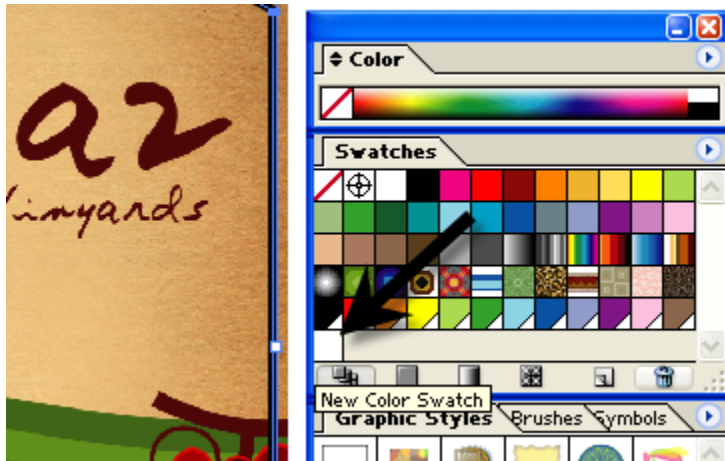 az
Vinyards
Color
Swatches
New Color Swatch
Graphic Styles
Brushes
Symbols